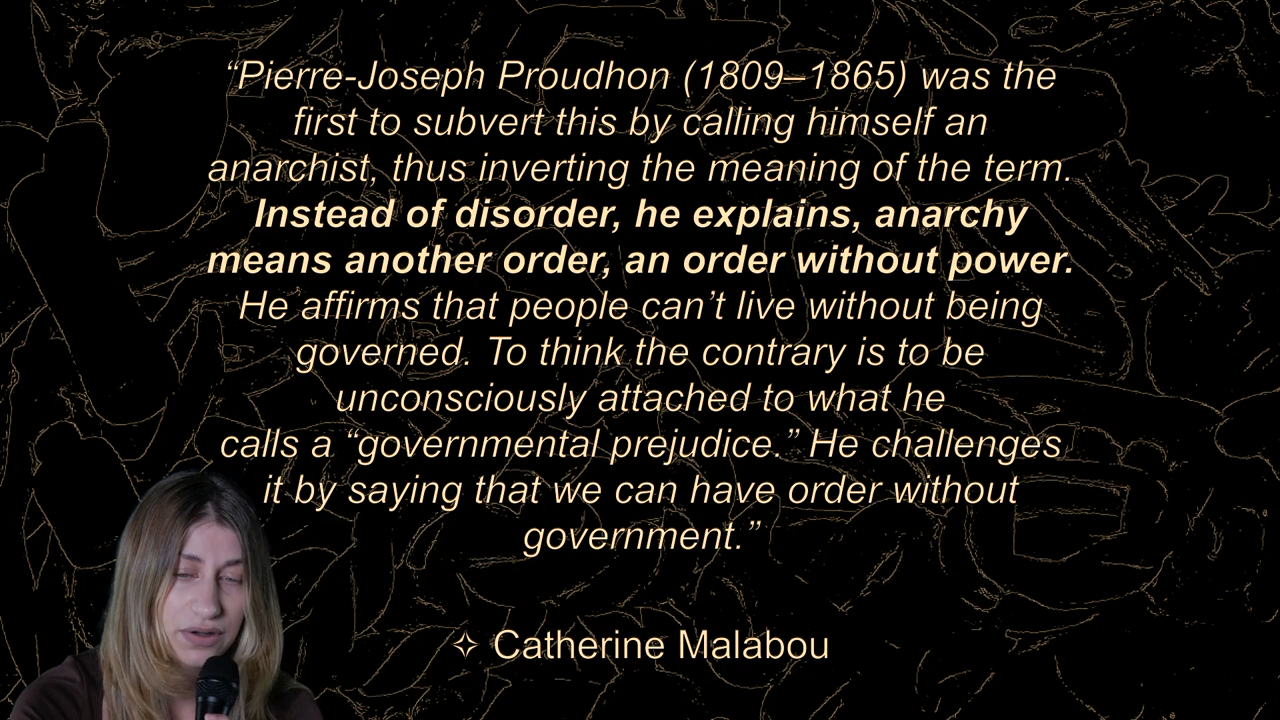 “Pierre-Joseph Proudhon (1809–1865) was the
first to subvert this by calling himself an
anarchist, thus inverting the meaning of the term.
Instead of disorder, he explains, anarchy
means another order, an order without power.
He affirms that people can’t live without being
governed. To think the contrary is to be
unconsciously attached to what he
calls a “governmental prejudice.” He challenges
it by saying that we can have order without
government.”
✧ Catherine Malabou